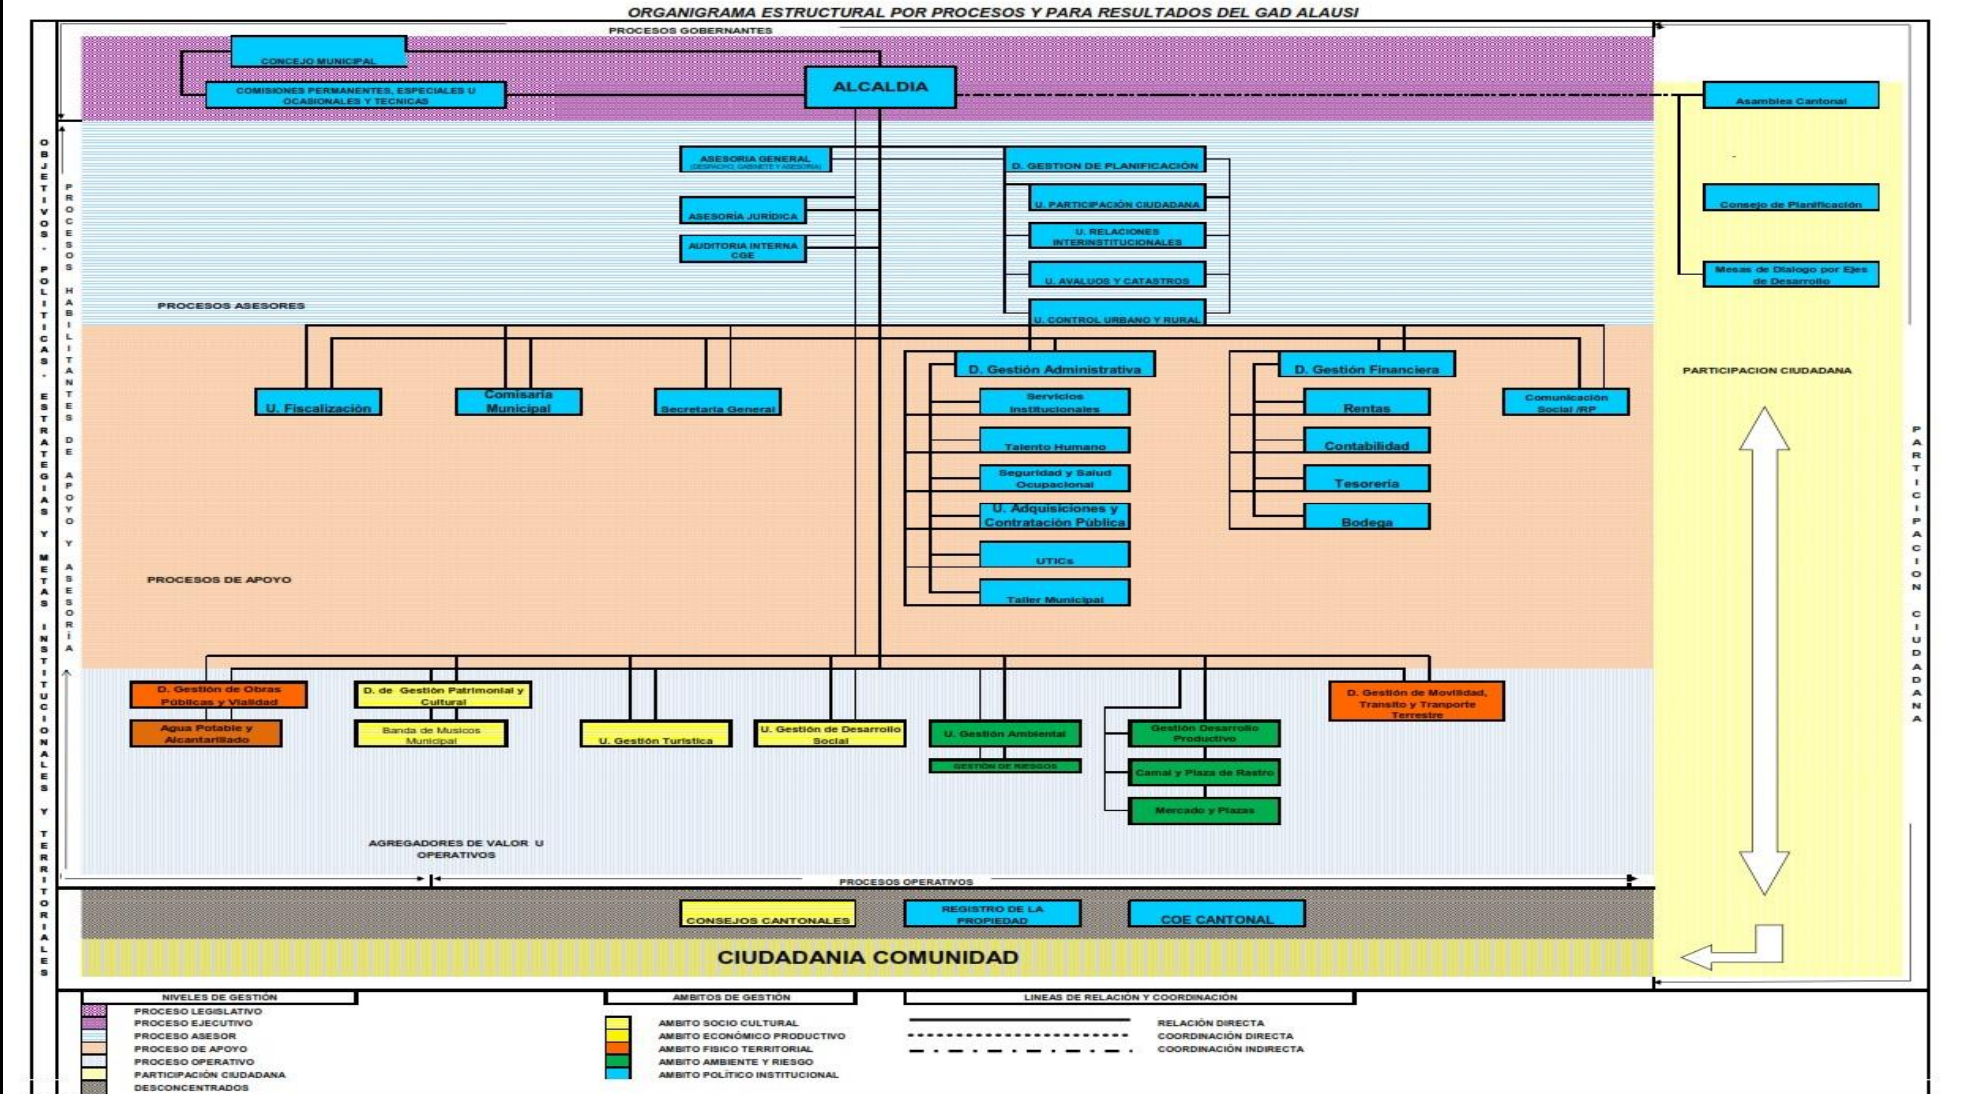 ORGANIGRAMA ESTRUCTURAL POR PROCESOS Y PARA RESULTADOS DEL GAD ALAUSI
PROCESOS GOBERNANTES
CONCEJO MUNICIPAL
COMISIONES PERMANENTES, ESPECIALES U
OCASIONALES Y TECNICAS
ALCALDIA
Asamblea Cantonal
ASESORIA GENERAL
(DESPACHO, GABINETE Y ASESORIA)
D. GESTION DE PLANIFICACIÓN
ASESORÍA JURÍDICA
U. PARTICIPACIÓN CIUDADANA
Consejo de Planificación
AUDITORIA INTERNA
CGE
U. RELACIONES
INTERINSTITUCIONALES
U. AVALUOS Y CATASTROS
Mesas de Dialogo por Ejes
de Desarrollo
PROCESOS ASESORES
U. CONTROL URBANO Y RURAL
D. Gestión Administrativa
D. Gestión Financiera
PARTICIPACION CIUDADANA
U. Fiscalización
Comisaría
Municipal
Secretaria General
Servicios
Institucionales
Rentas
Comunicación
Social /RP
Talento Humano
Contabilidad
Seguridad y Salud
Ocupacional
Tesorería
U. Adquisiciones y
Contratación Pública
Bodega
UTICs
Taller Municipal
PROCESOS DE APOYO
D. Gestión de Obras
Públicas y Vialidad
D. de Gestión Patrimonial y
Cultural
D. Gestión de Movilidad,
Transito y Tranporte
Terrestre
Agua Potable y
Alcantarillado
Banda de Musicos
Municipal
U. Gestión Turística
U. Gestión de Desarrollo
Social
U. Gestión Ambiental
Gestión Desarrollo
Productivo
GESTIÓN DE RIESGOS
Camal y Plaza de Rastro
Mercado y Plazas
AGREGADORES DE VALOR U
OPERATIVOS
PROCESOS OPERATIVOS
CONSEJOS CANTONALES
REGISTRO DE LA
PROPIEDAD
COE CANTONAL
CIUDADANIA COMUNIDAD
OBJETIVOS - POLITICAS - ESTRATEGIAS Y METAS INSTITUCIONALES Y TERRITORIALES
PROCESOS HABILITANTES DE APOYO Y ASESORÍA
PARTICIPACION CIUDADANA
NIVELES DE GESTIÓN
PROCESO LEGISLATIVO
PROCESO EJECUTIVO
PROCESO ASESOR
PROCESO DE APOYO
PROCESO OPERATIVO
PARTICIPACIÓN CIUDADANA
DESCONCENTRADOS
AMBITOS DE GESTIÓN
AMBITO SOCIO CULTURAL
AMBITO ECONÓMICO PRODUCTIVO
AMBITO FISICO TERRITORIAL
AMBITO AMBIENTE Y RIESGO
AMBITO POLÍTICO INSTITUCIONAL
LINEAS DE RELACIÓN Y COORDINACIÓN
RELACIÓN DIRECTA
COORDINACIÓN DIRECTA
COORDINACIÓN INDIRECTA